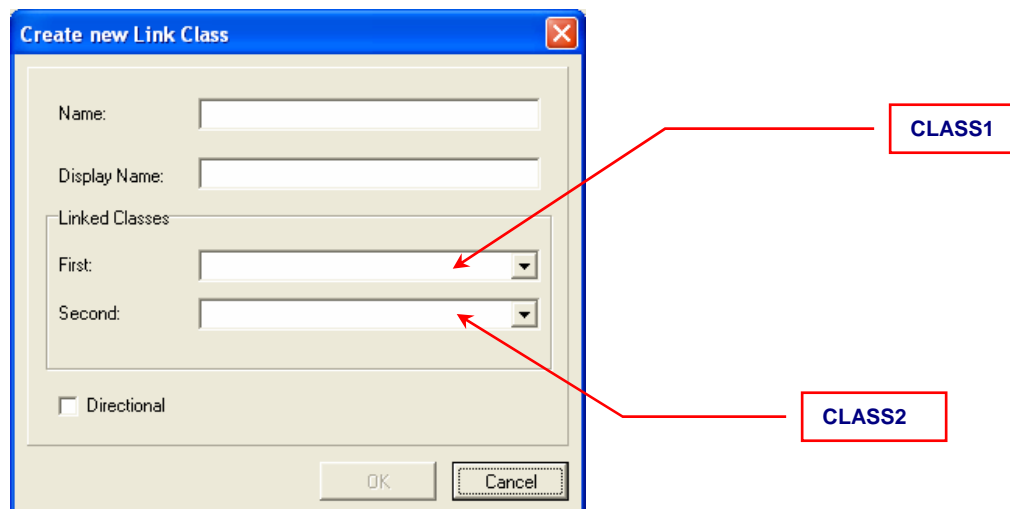 Create new Link Class
Name:
CLASS1
Display Name:
Linked Classes
First:
Second:
Directional
CLASS2
OK
Cancel